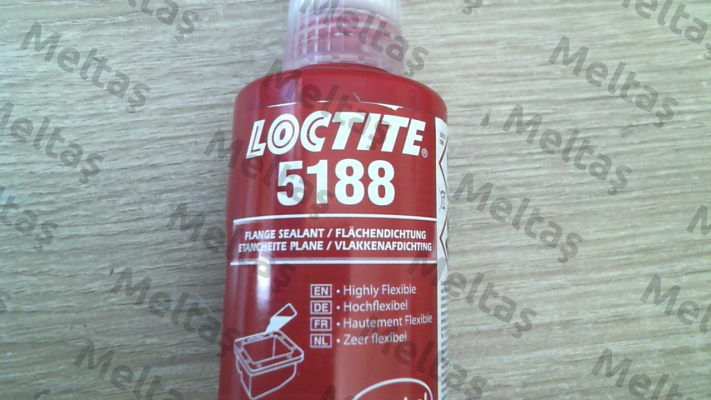 LOCTITE®
5188
FLANGE SEALANT / FLÄCHENDICHTUNG
ETANCHEITE PLANE / VLAKKENAFDICHTING
EN • Highly Flexible
DE • Hochflexibel
FR • Hautement Flexible
NL • Zeer flexibel
Meltaş